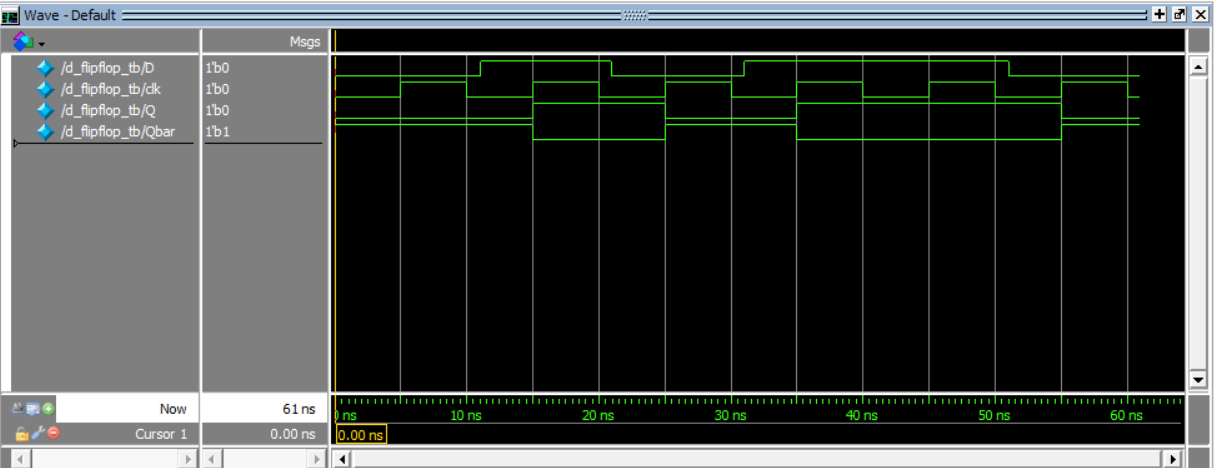 Wave - Default
Msgs
/d_flipflop_tb/D 1'b0
/d_flipflop_tb/clk 1'b0
/d_flipflop_tb/Q 1'b0
/d_flipflop_tb/Qbar 1'b1
Now 61 ns ns 10 ns 20 ns 30 ns 40 ns 50 ns 60 ns
Cursor 1 0.00 ns 0.00 ns